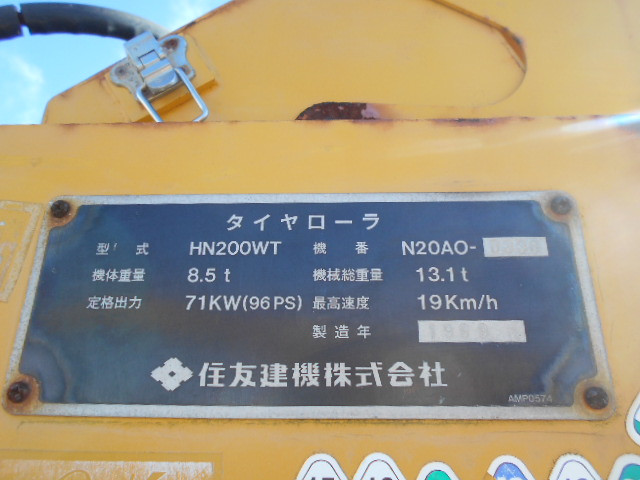 タイヤローラ
型式 HN200WT 機番 N20AO-
機体重量 8.5t 機械総重量 13.1t
定格出力 71KW(96PS) 最高速度 19Km/h
製造年
住友建機株式会社
AMP0574